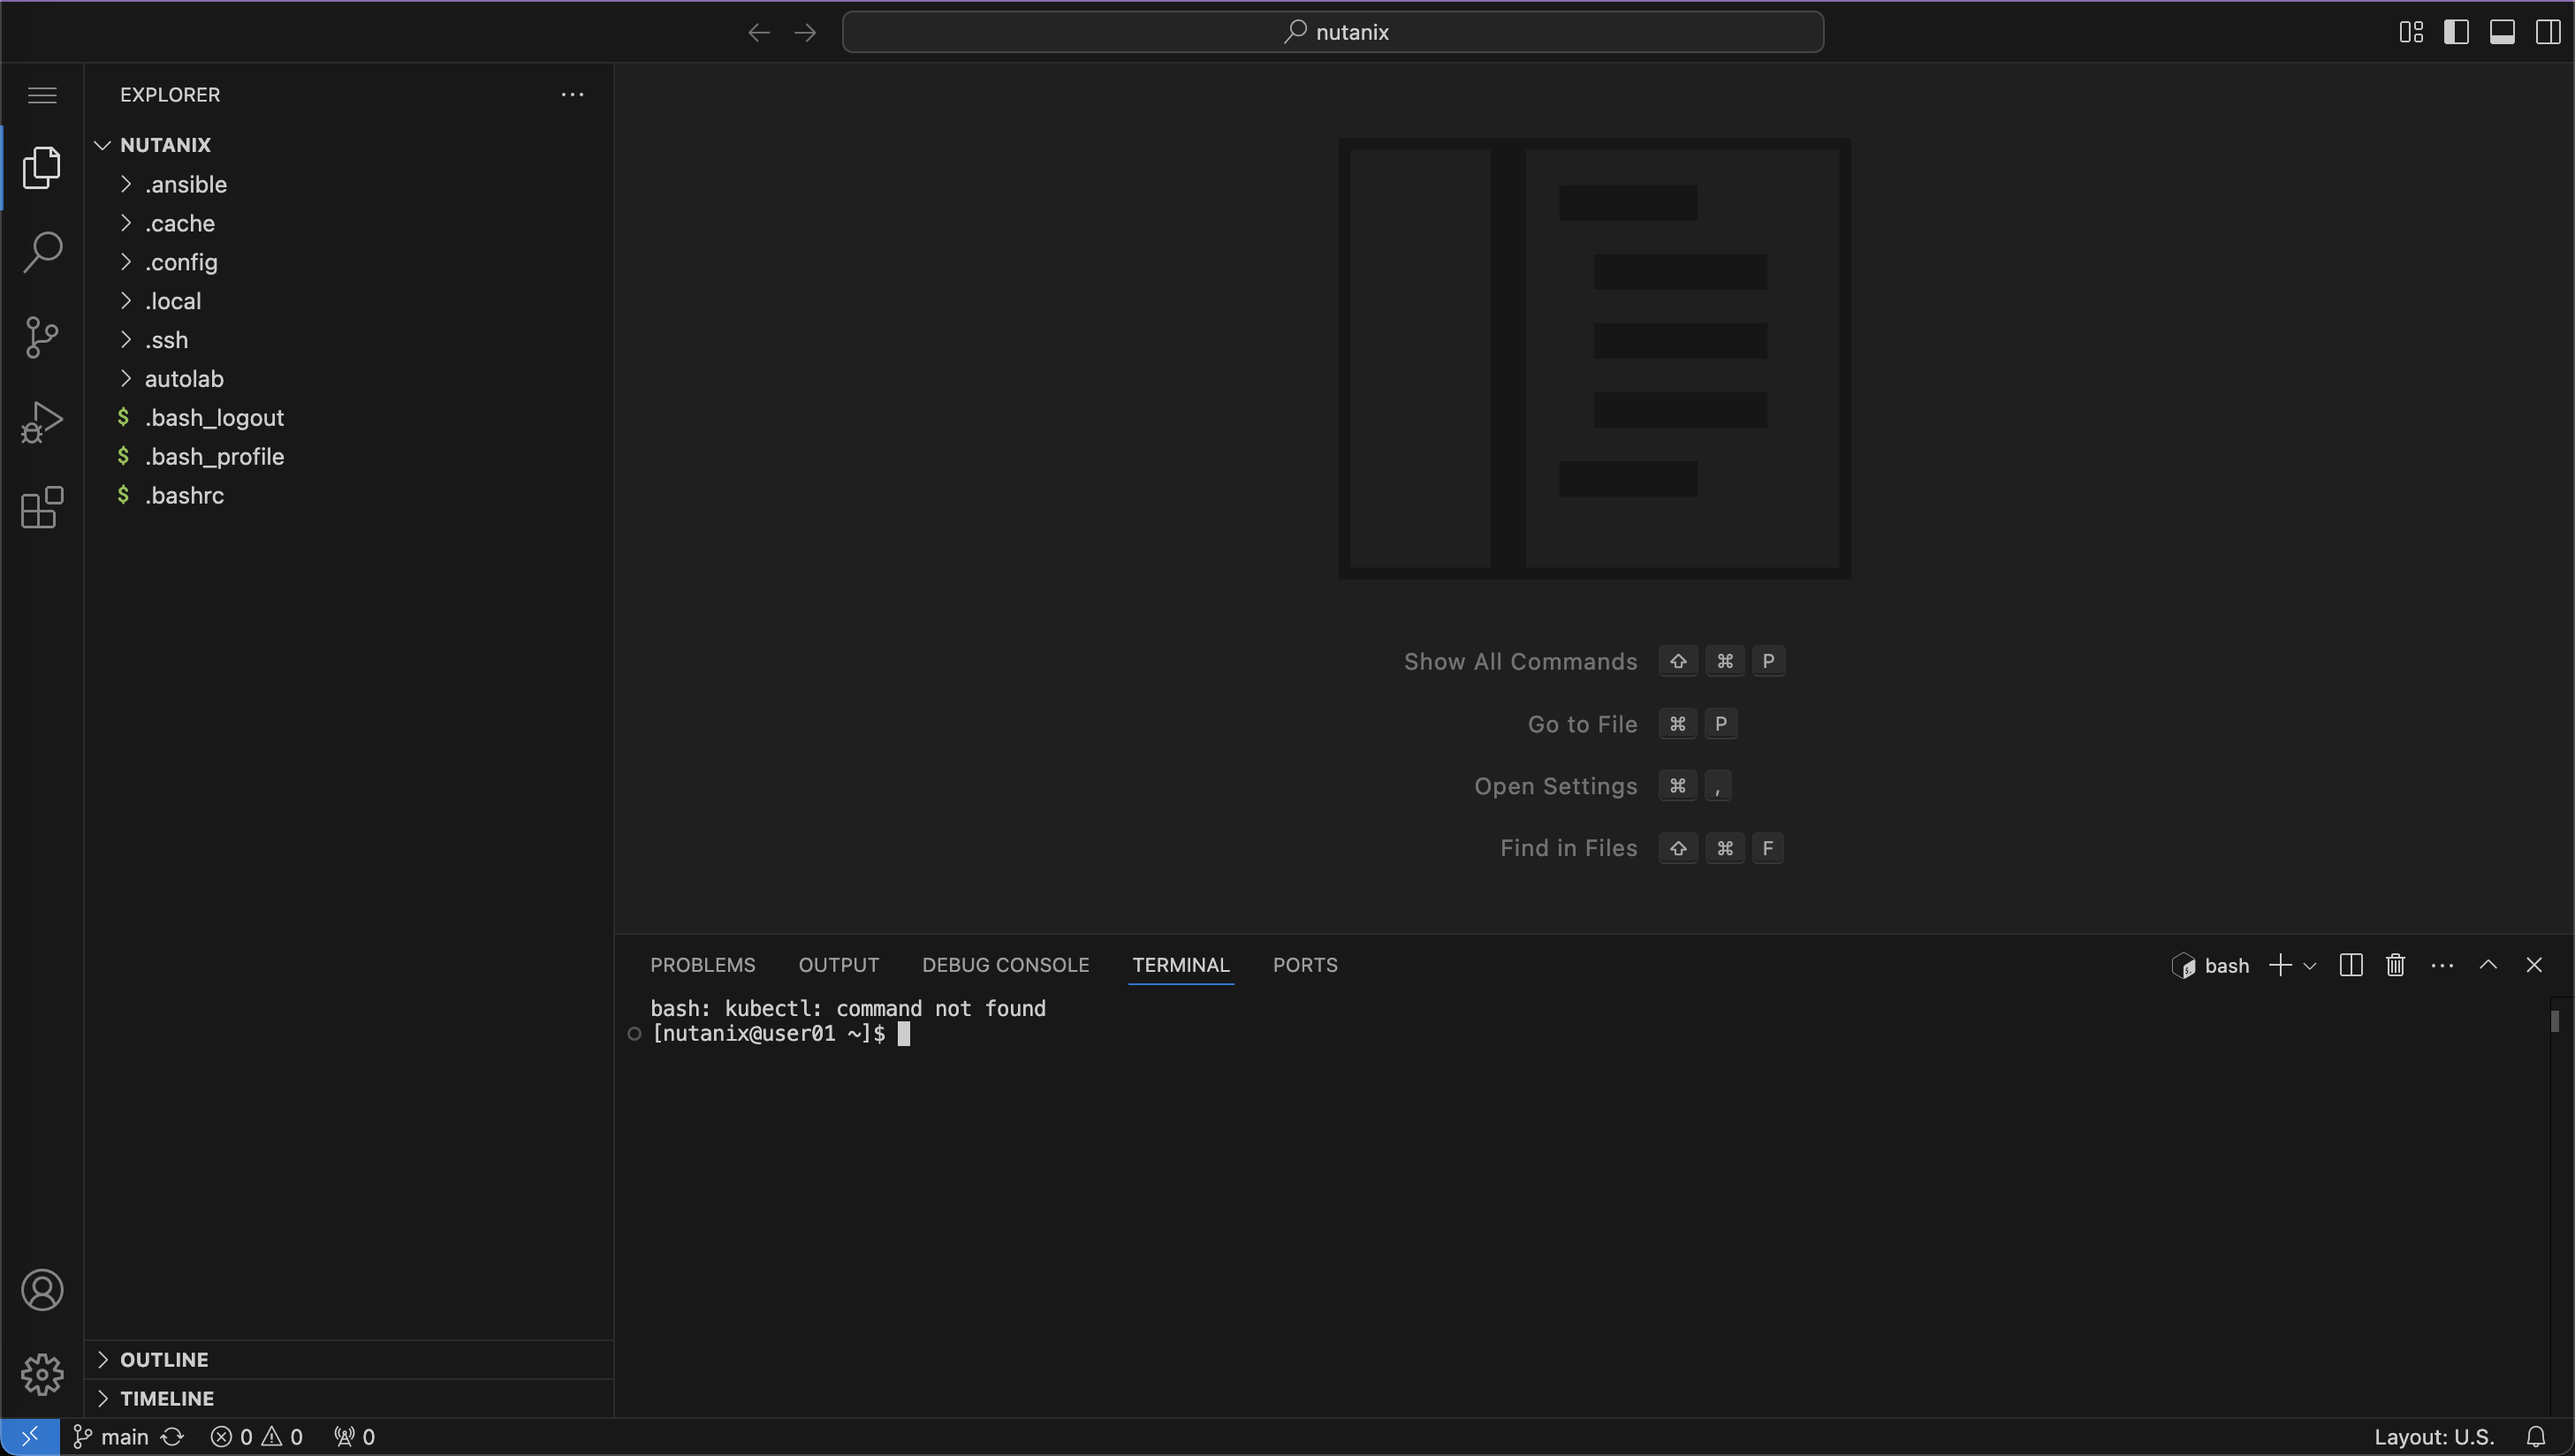 nutanix
EXPLORER
NUTANIX
.ansible
.cache
.config
.local
.ssh
autolab
$ .bash_logout
$ .bash_profile
$ .bashrc
Show All Commands ⇧ ⌘ P
Go to File ⌘ P
Open Settings ⌘ ,
Find in Files ⇧ ⌘ F
PROBLEMS OUTPUT DEBUG CONSOLE TERMINAL PORTS bash
bash: kubectl: command not found
[nutanix@user01 ~]$
OUTLINE
TIMELINE
main 0 0 0 Layout: U.S.